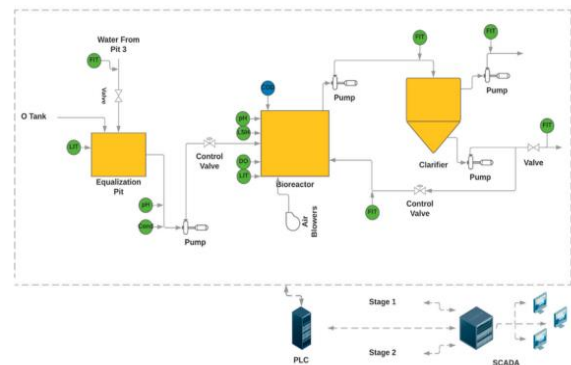 Water From
Pit 3
FIT
Valve
O Tank
LIT
Equalization
Pit
pH
Cond
Pump
Control
Valve
COD
pH
LSH
DO
LIT
Bioreactor
Air
Blowers
Pump
FIT
FIT
Pump
Clarifier
Pump
FIT
Valve
Control
Valve
FIT
PLC
Stage 1
Stage 2
SCADA